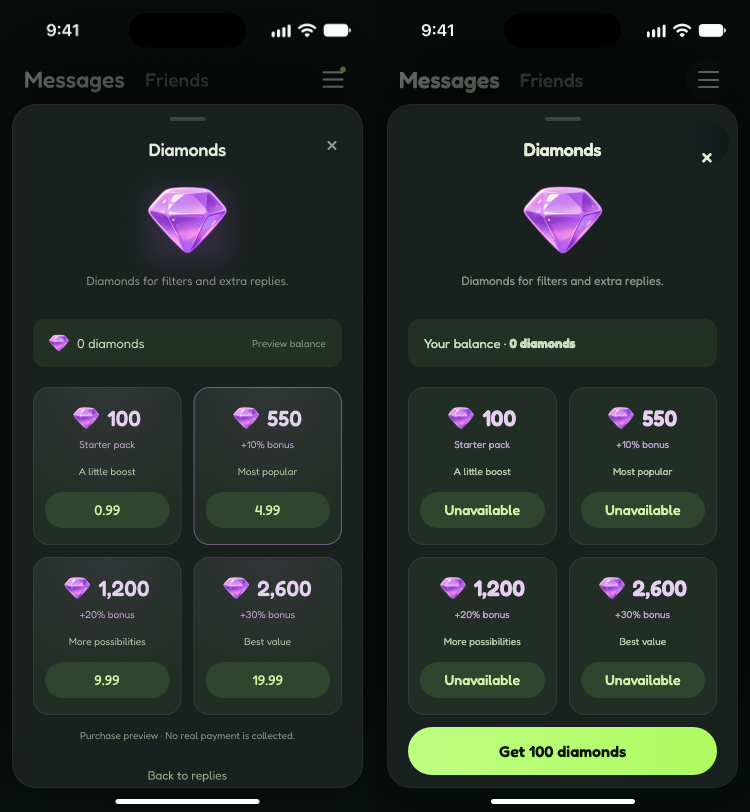 9:41
Messages Friends
Diamonds
×
Diamonds for filters and extra replies.
0 diamonds Preview balance
100
Starter pack
A little boost
0.99
550
+10% bonus
Most popular
4.99
1,200
+20% bonus
More possibilities
9.99
2,600
+30% bonus
Best value
19.99
Purchase preview · No real payment is collected.
Back to replies
9:41
Messages Friends
Diamonds
×
Diamonds for filters and extra replies.
Your balance · 0 diamonds
100
Starter pack
A little boost
Unavailable
550
+10% bonus
Most popular
Unavailable
1,200
+20% bonus
More possibilities
Unavailable
2,600
+30% bonus
Best value
Unavailable
Get 100 diamonds